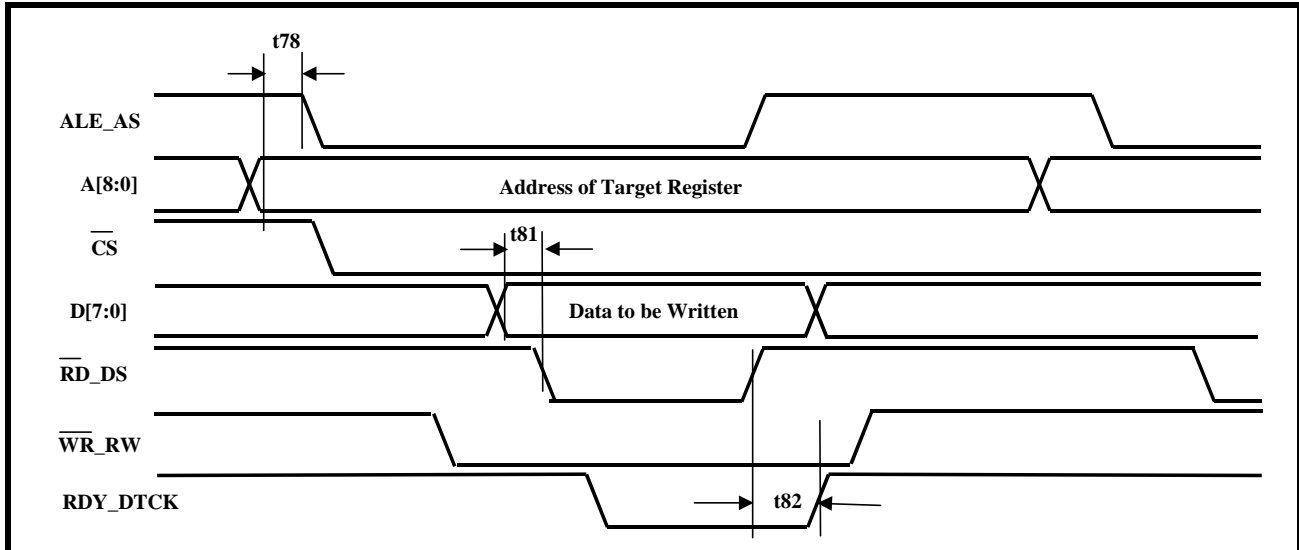 t78
ALE_AS
A[8:0] Address of Target Register
CS
t81
D[7:0] Data to be Written
RD_DS
WR_RW
RDY_DTCK t82